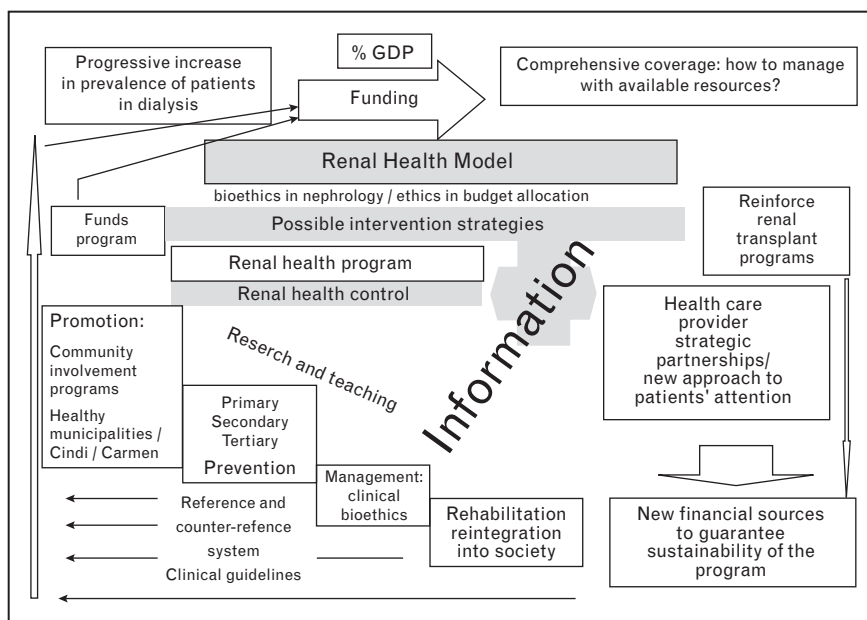 Progressive increase
in prevalence of patients
in dialysis
% GDP
Funding
Comprehensive coverage: how to manage
with available resources?
Renal Health Model
bioethics in nephrology / ethics in budget allocation
Funds
program
Possible intervention strategies
Reinforce
renal
transplant
programs
Renal health program
Renal health control
Information
Health care
provider
strategic
partnerships/
new approach to
patients' attention
Promotion:
Community
involvement
programs
Healthy
municipalities /
Cindi / Carmen
Reserch and teaching
Primary
Secondary
Tertiary
Prevention
Management:
clinical
bioethics
Rehabilitation
reintegration
into society
Reference and
counter-refence
system
Clinical guidelines
New financial sources
to guarantee
sustainability of the
program